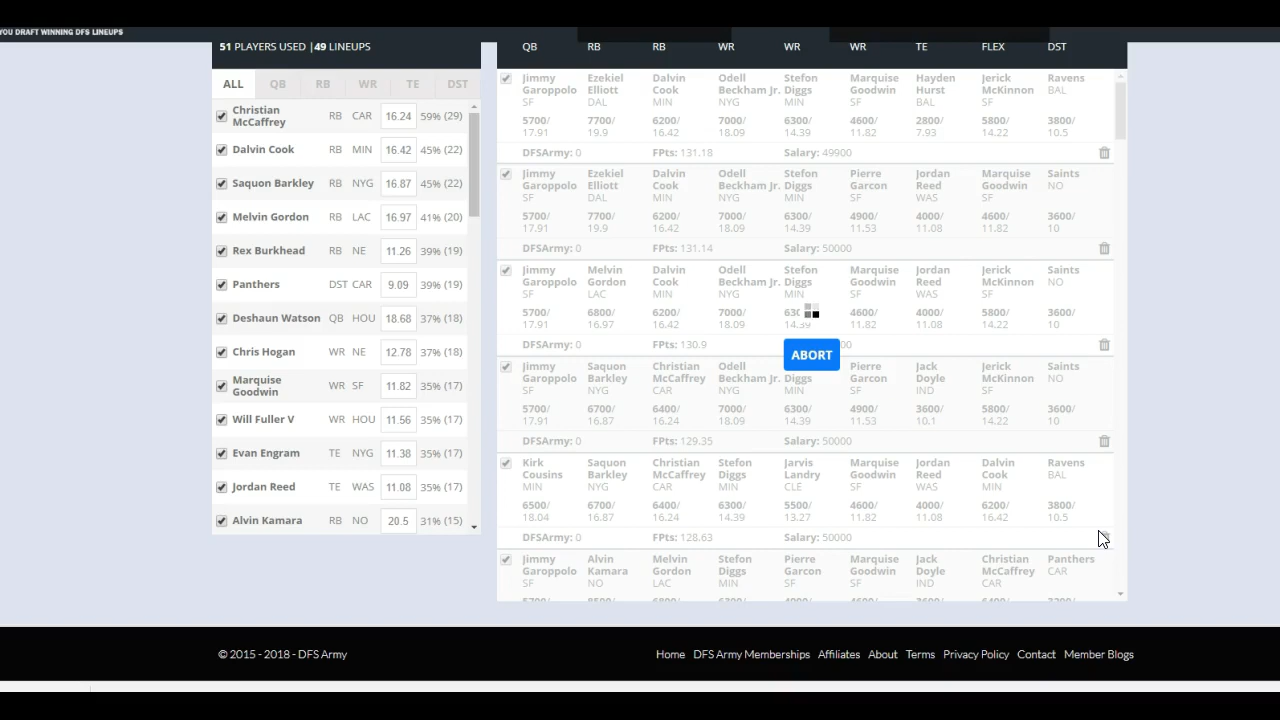 YOU DRAFT WINNING DFS LINEUPS
51 PLAYERS USED |49 LINEUPS
ALL QB RB WR TE DST
Christian McCaffrey RB CAR 16.24 59% (29)
Dalvin Cook RB MIN 16.42 45% (22)
Saquon Barkley RB NYG 16.87 45% (22)
Melvin Gordon RB LAC 16.97 41% (20)
Rex Burkhead RB NE 11.26 39% (19)
Panthers DST CAR 9.09 39% (19)
Deshaun Watson QB HOU 18.68 37% (18)
Chris Hogan WR NE 12.78 37% (18)
Marquise Goodwin WR SF 11.82 35% (17)
Will Fuller V WR HOU 11.56 35% (17)
Evan Engram TE NYG 11.38 35% (17)
Jordan Reed TE WAS 11.08 35% (17)
Alvin Kamara RB NO 20.5 31% (15)
QB RB RB WR WR WR TE FLEX DST
Jimmy Ezekiel Dalvin Odell Stefon Marquise Hayden Jerick Ravens
Garoppolo Elliott Cook Beckham Jr. Diggs Goodwin Hurst McKinnon BAL
SF DAL MIN NYG MIN SF BAL SF
5700/ 7700/ 6200/ 7000/ 6300/ 4600/ 2800/ 5800/ 3800/
17.91 19.9 16.42 18.09 14.39 11.82 7.93 14.22 10.5
DFSArmy: 0 FPts: 131.18 Salary: 49900
Jimmy Ezekiel Dalvin Odell Stefon Pierre Jordan Marquise Saints
Garoppolo Elliott Cook Beckham Jr. Diggs Garcon Reed Goodwin NO
SF DAL MIN NYG MIN SF WAS SF
5700/ 7700/ 6200/ 7000/ 6300/ 4900/ 4000/ 4600/ 3600/
17.91 19.9 16.42 18.09 14.39 11.53 11.08 11.82 10
DFSArmy: 0 FPts: 131.14 Salary: 50000
Jimmy Melvin Dalvin Odell Stefon Marquise Jordan Jerick Saints
Garoppolo Gordon Cook Beckham Jr. Diggs Goodwin Reed McKinnon NO
SF LAC MIN NYG MIN SF WAS SF
5700/ 6800/ 6200/ 7000/ 4600/ 4000/ 5800/ 3600/
17.91 16.97 16.42 18.09 14.39 11.82 11.08 14.22 10
DFSArmy: 0 FPts: 130.9
ABORT
Jimmy Saquon Christian Odell Stefon Pierre Jack Jerick Saints
Garoppolo Barkley McCaffrey Beckham Jr. Diggs Garcon Doyle McKinnon NO
SF NYG CAR NYG MIN SF IND SF
5700/ 6700/ 6400/ 7000/ 6300/ 4900/ 3600/ 5800/ 3600/
17.91 16.87 16.24 18.09 14.39 11.53 10.1 14.22 10
DFSArmy: 0 FPts: 129.35 Salary: 50000
Kirk Saquon Christian Stefon Jarvis Marquise Jordan Dalvin Ravens
Cousins Barkley McCaffrey Diggs Landry Goodwin Reed Cook BAL
MIN NYG CAR MIN CLE SF WAS MIN
6500/ 6700/ 6400/ 6300/ 5500/ 4600/ 4000/ 6200/ 3800/
18.04 16.87 16.24 14.39 13.27 11.82 11.08 16.42 10.5
DFSArmy: 0 FPts: 128.63 Salary: 50000
Jimmy Alvin Melvin Stefon Pierre Marquise Jack Christian Panthers
Garoppolo Kamara Gordon Diggs Garcon Goodwin Doyle McCaffrey CAR
SF NO LAC MIN SF SF IND CAR
© 2015 - 2018 - DFS Army
Home DFS Army Memberships Affiliates About Terms Privacy Policy Contact Member Blogs